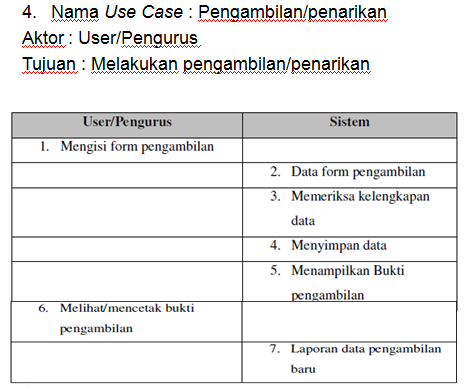 4. Nama Use Case : Pengambilan/penarikan
Aktor : User/Pengurus
Tujuan : Melakukan pengambilan/penarikan
User/Pengurus Sistem
1. Mengisi form pengambilan
2. Data form pengambilan
3. Memeriksa kelengkapan
data
4. Menyimpan data
5. Menampilkan Bukti
pengambilan
6. Melihat/mencetak bukti
pengambilan
7. Laporan data pengambilan
baru